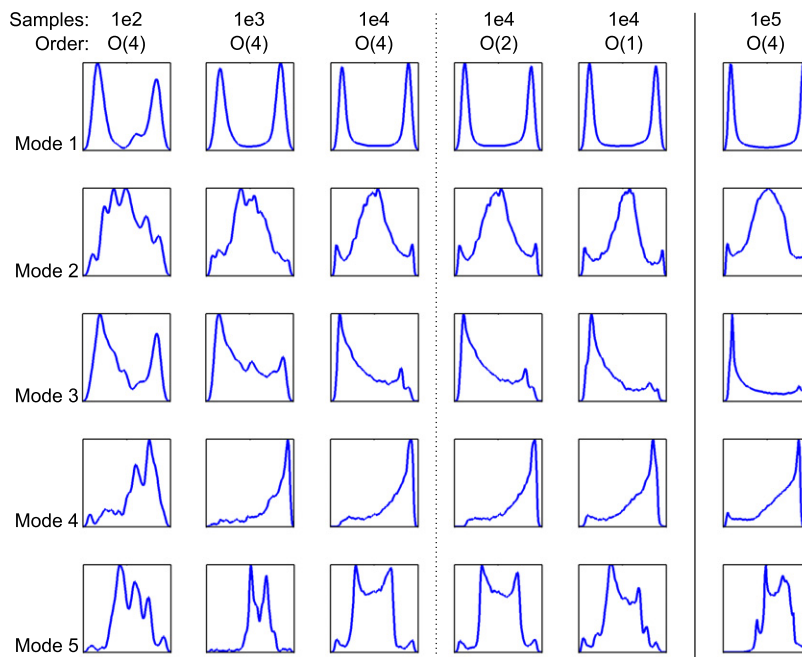 Samples: 1e2 1e3 1e4 1e4 1e4 1e5
Order: O(4) O(4) O(4) O(2) O(1) O(4)
Mode 1
Mode 2
Mode 3
Mode 4
Mode 5